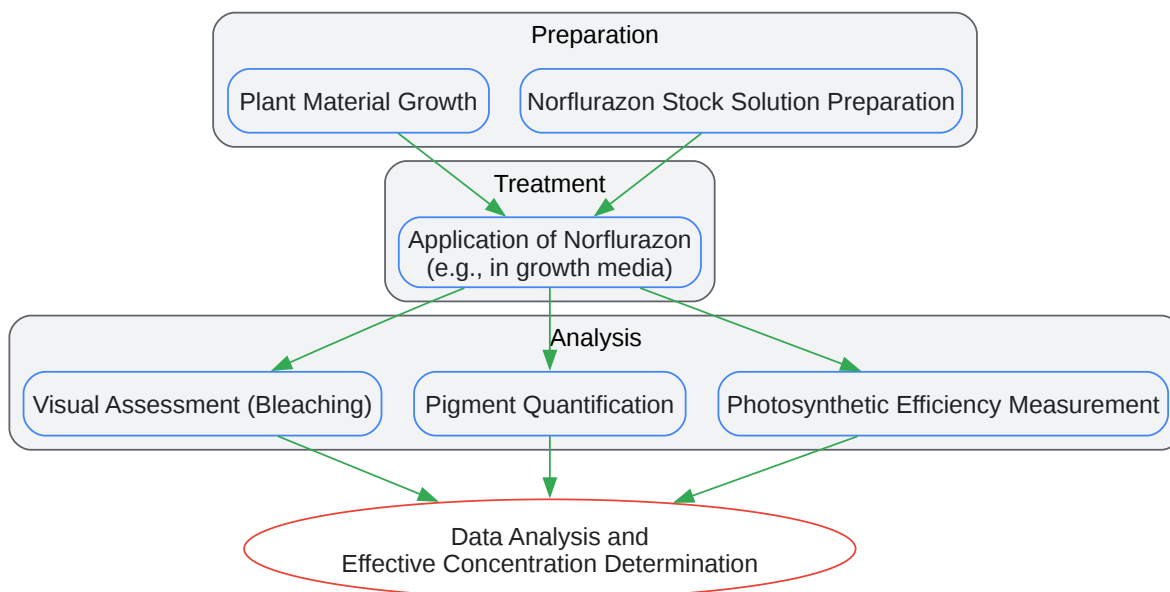 Preparation
Plant Material Growth
Norflurazon Stock Solution Preparation
Treatment
Application of Norflurazon
(e.g., in growth media)
Analysis
Visual Assessment (Bleaching)
Pigment Quantification
Photosynthetic Efficiency Measurement
Data Analysis and
Effective Concentration Determination